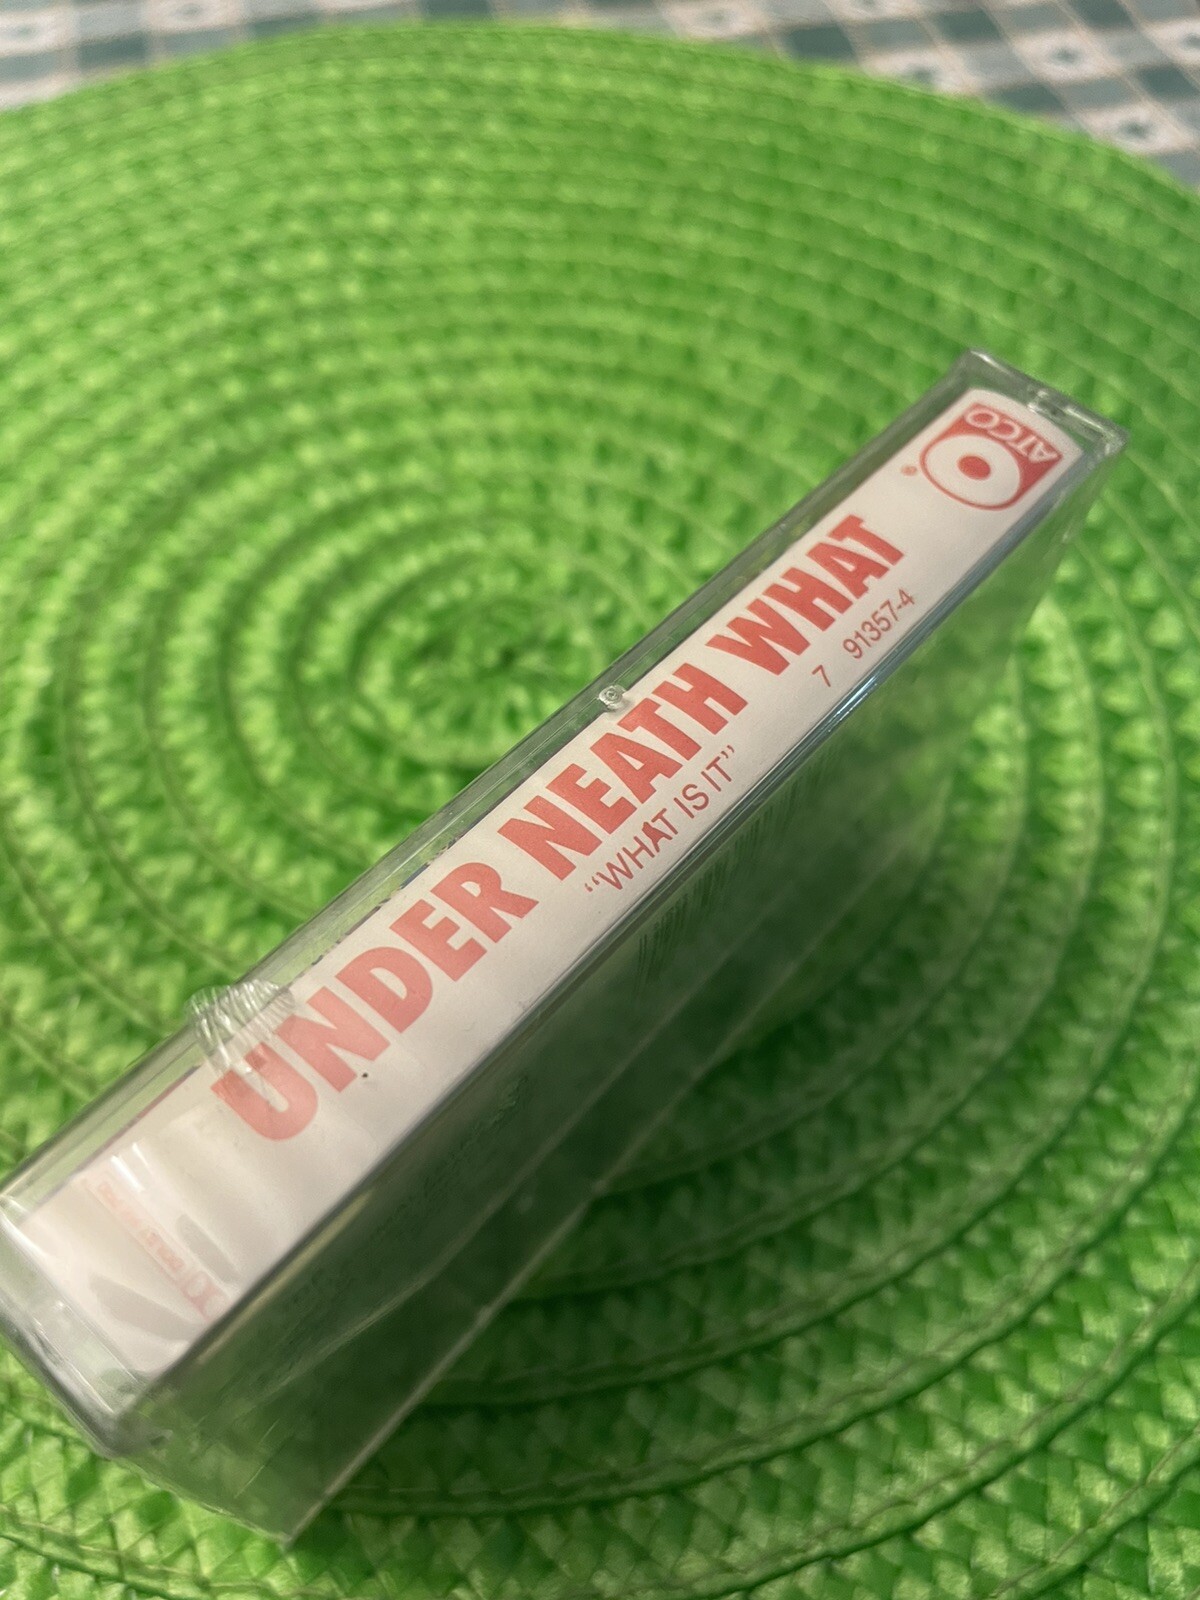 UNDER NEATH WHAT
"WHAT IS IT"
7 91357-4
ATCO
®